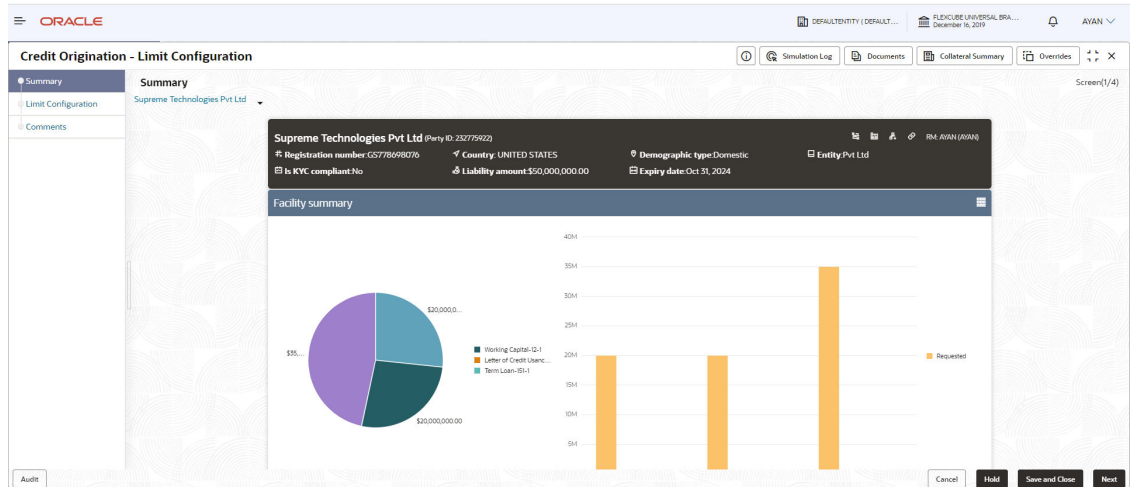 ORACLE
DEFAULTENTITY ( DEFAULT...
FLEXCUBE UNIVERSAL BRA...
December 16, 2019
AYAN
Credit Origination - Limit Configuration
Simulation Log
Documents
Collateral Summary
Overrides
Summary
Limit Configuration
Comments
Summary
Screen(1/4)
Supreme Technologies Pvt Ltd
Supreme Technologies Pvt Ltd (Party ID: 232775922)
RM: AYAN (AYAN)
Registration number:GS778698076
Country: UNITED STATES
Demographic type:Domestic
Entity:Pvt Ltd
Is KYC compliant:No
Liability amount:$50,000,000.00
Expiry date:Oct 31, 2024
Facility summary
$20,000,0...
$35,...
$20,000,000.00
Working Capital-12-1
Letter of Credit Usanc...
Term Loan-151-1
40M
35M
30M
25M
20M
15M
10M
5M
Requested
Audit
Cancel
Hold
Save and Close
Next